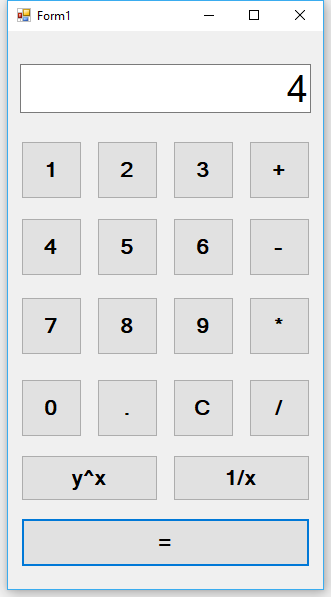 Form1
4
1 2 3 +
4 5 6 -
7 8 9 *
0 . C /
y^x 1/x
=